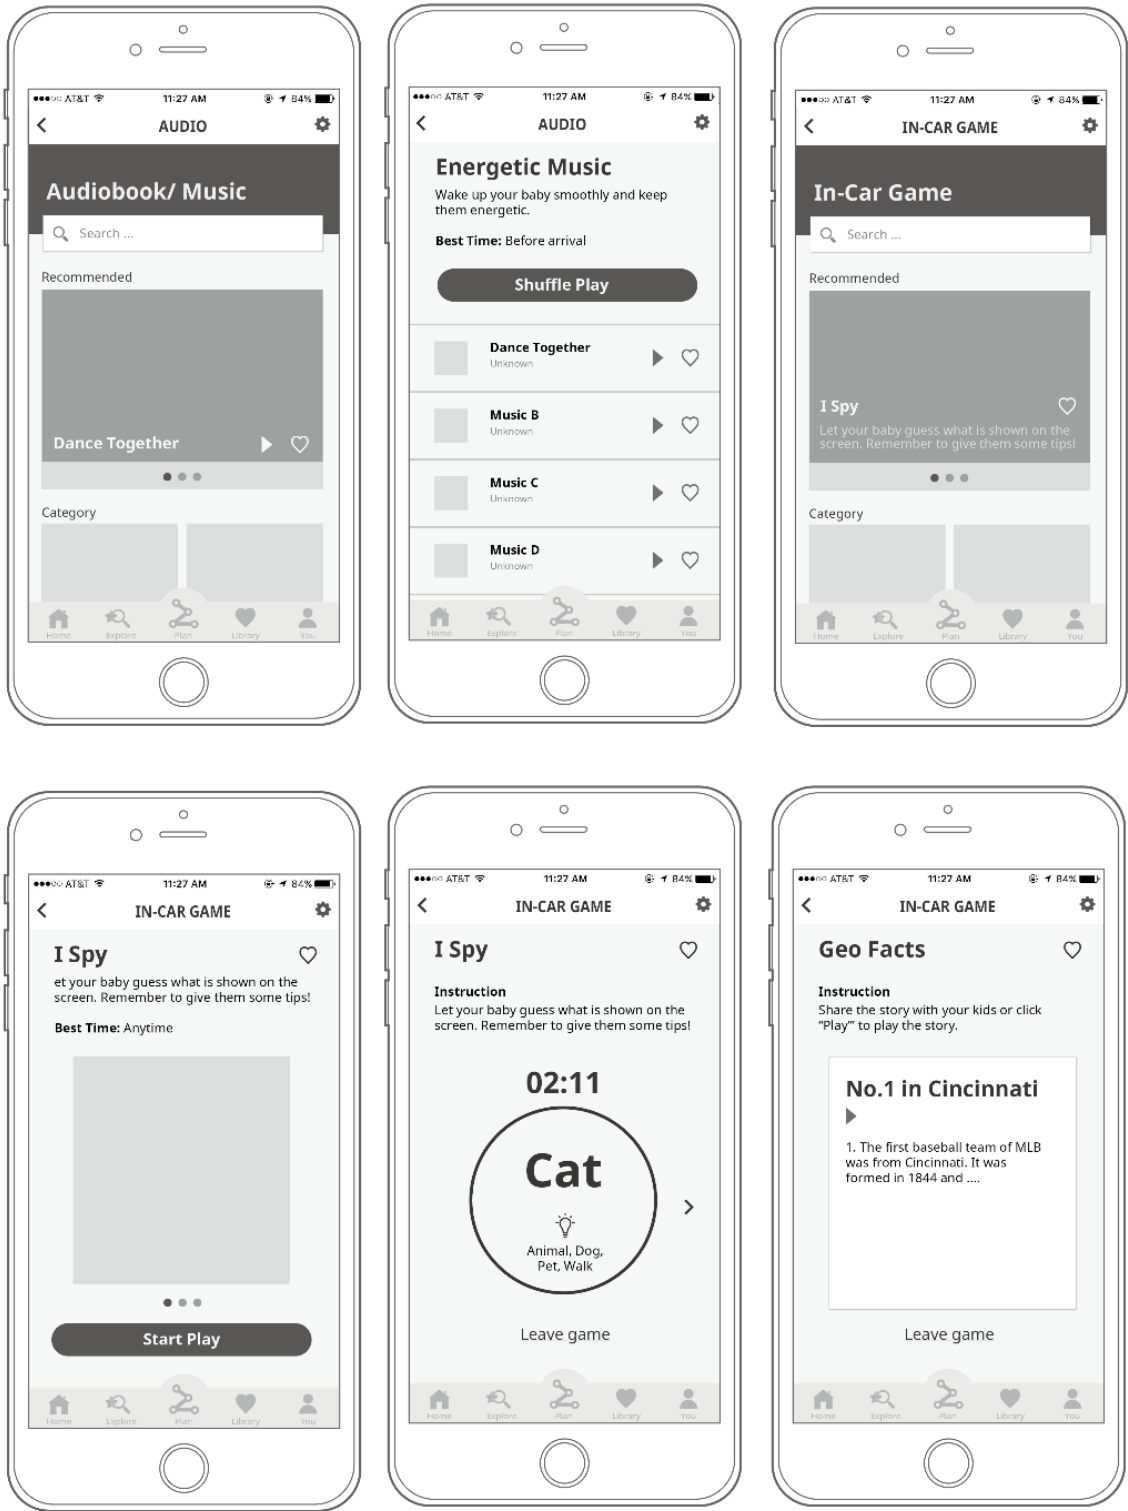 AT&T 11:27 AM 84%
AUDIO
Audiobook/ Music
Search ...
Recommended
Dance Together
Category
Home Explore Plan Library You
AT&T 11:27 AM 84%
AUDIO
Energetic Music
Wake up your baby smoothly and keep
them energetic.
Best Time: Before arrival
Shuffle Play
Dance Together
Unknown
Music B
Unknown
Music C
Unknown
Music D
Unknown
Home Explore Plan Library You
AT&T 11:27 AM 84%
IN-CAR GAME
In-Car Game
Search ...
Recommended
I Spy
Let your baby guess what is shown on the
screen. Remember to give them some tips!
Category
Home Explore Plan Library You
AT&T 11:27 AM 84%
IN-CAR GAME
I Spy
et your baby guess what is shown on the
screen. Remember to give them some tips!
Best Time: Anytime
Start Play
Home Explore Plan Library You
AT&T 11:27 AM 84%
IN-CAR GAME
I Spy
Instruction
Let your baby guess what is shown on the
screen. Remember to give them some tips!
02:11
Cat
Animal, Dog,
Pet, Walk
Leave game
Home Explore Plan Library You
AT&T 11:27 AM 84%
IN-CAR GAME
Geo Facts
Instruction
Share the story with your kids or click
"Play'" to play the story.
No.1 in Cincinnati
1. The first baseball team of MLB
was from Cincinnati. It was
formed in 1844 and ....
Leave game
Home Explore Plan Library You